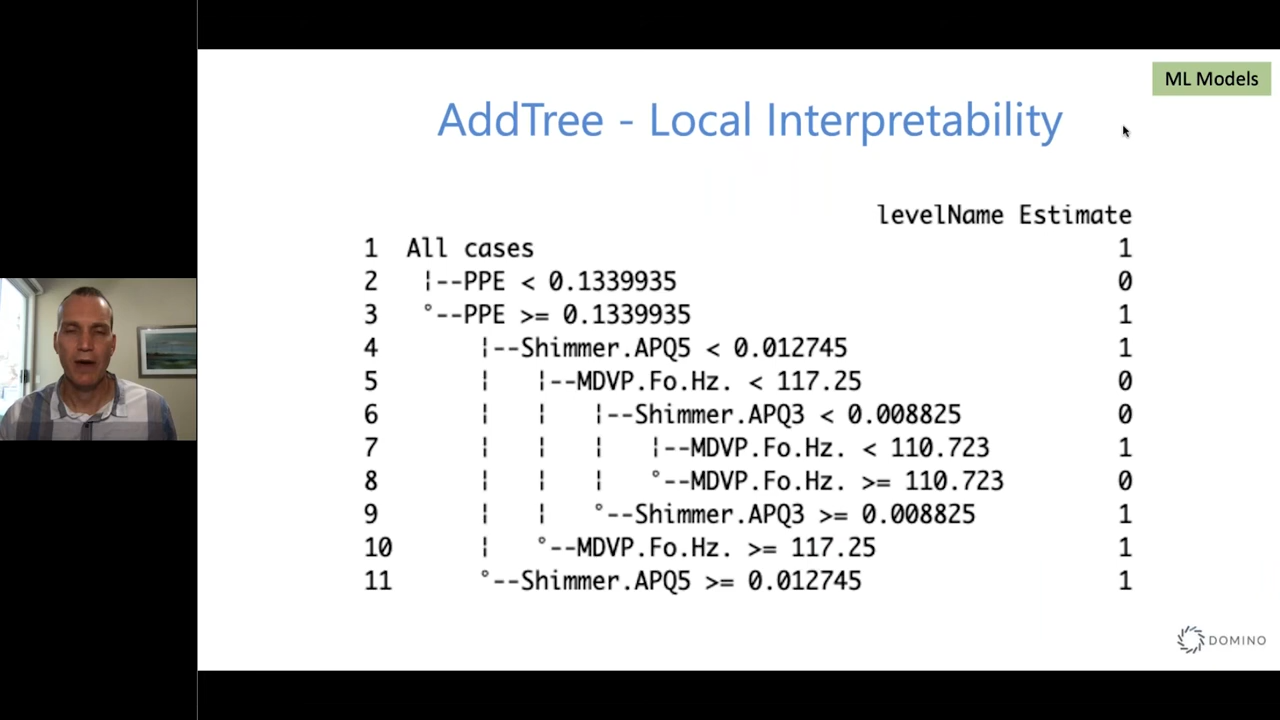 ML Models
AddTree - Local Interpretability
levelName Estimate
1 All cases 1
2 ¦--PPE < 0.1339935 0
3 °--PPE >= 0.1339935 1
4 ¦--Shimmer.APQ5 < 0.012745 1
5 ¦ ¦--MDVP.Fo.Hz. < 117.25 0
6 ¦ ¦ ¦--Shimmer.APQ3 < 0.008825 0
7 ¦ ¦ ¦ ¦--MDVP.Fo.Hz. < 110.723 1
8 ¦ ¦ ¦ °--MDVP.Fo.Hz. >= 110.723 0
9 ¦ ¦ °--Shimmer.APQ3 >= 0.008825 1
10 ¦ °--MDVP.Fo.Hz. >= 117.25 1
11 °--Shimmer.APQ5 >= 0.012745 1
DOMINO